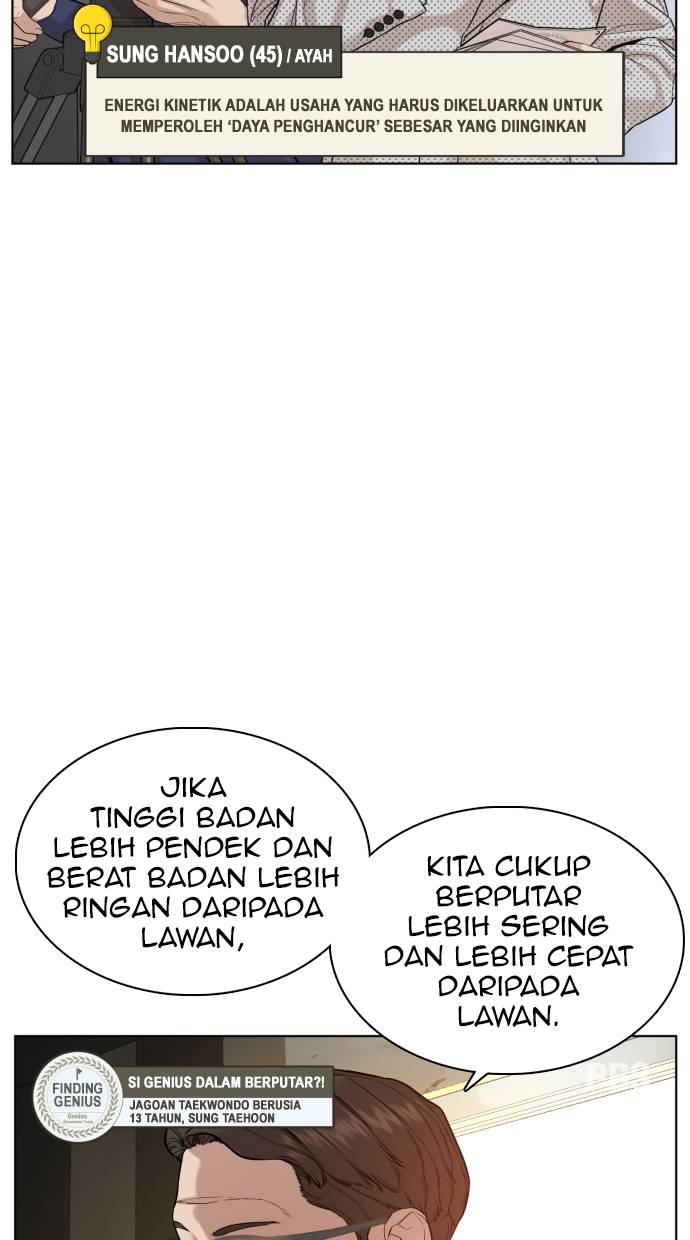 SUNG HANSOO (45) / AYAH
ENERGI KINETIK ADALAH USAHA YANG HARUS DIKELUARKAN UNTUK
MEMPEROLEH ‘DAYA PENGHANCUR’ SEBESAR YANG DIINGINKAN
JIKA
TINGGI BADAN
LEBIH PENDEK DAN
BERAT BADAN LEBIH
RINGAN DARIPADA
LAWAN,
KITA CUKUP
BERPUTAR
LEBIH SERING
DAN LEBIH CEPAT
DARIPADA
LAWAN.
FINDING
GENIUS
Genius
SI GENIUS DALAM BERPUTAR?!
JAGOAN TAEKWONDO BERUSIA
13 TAHUN, SUNG TAEHOON